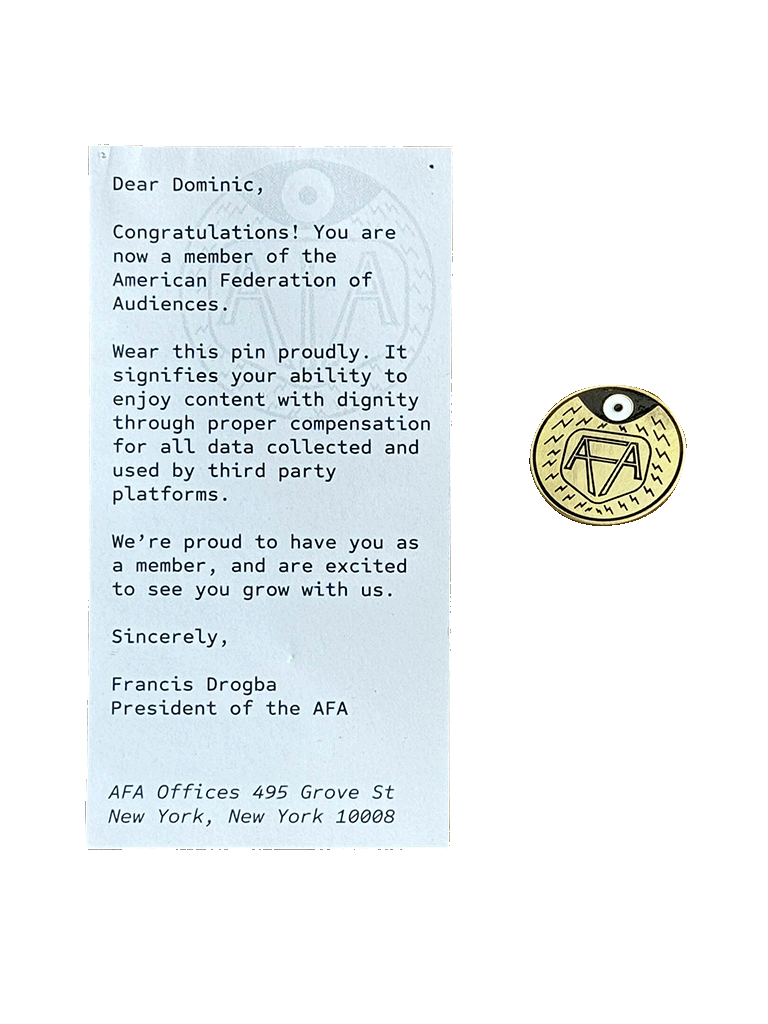 Dear Dominic,
Congratulations! You are
now a member of the
American Federation of
Audiences.
Wear this pin proudly. It
signifies your ability to
enjoy content with dignity
through proper compensation
for all data collected and
used by third party
platforms.
We’re proud to have you as
a member, and are excited
to see you grow with us.
Sincerely,
Francis Drogba
President of the AFA
AFA Offices 495 Grove St
New York, New York 10008
AFA
AFA